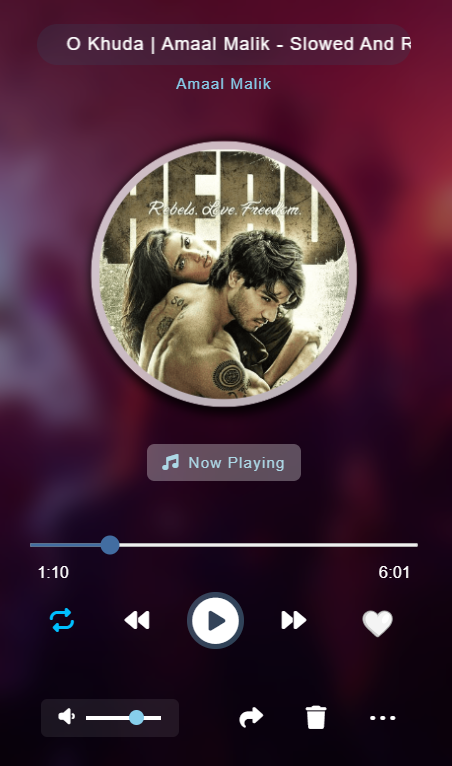 O Khuda | Amaal Malik - Slowed And R
Amaal Malik
HERO
Rebels. Love. Freedom.
Now Playing
1:10
6:01